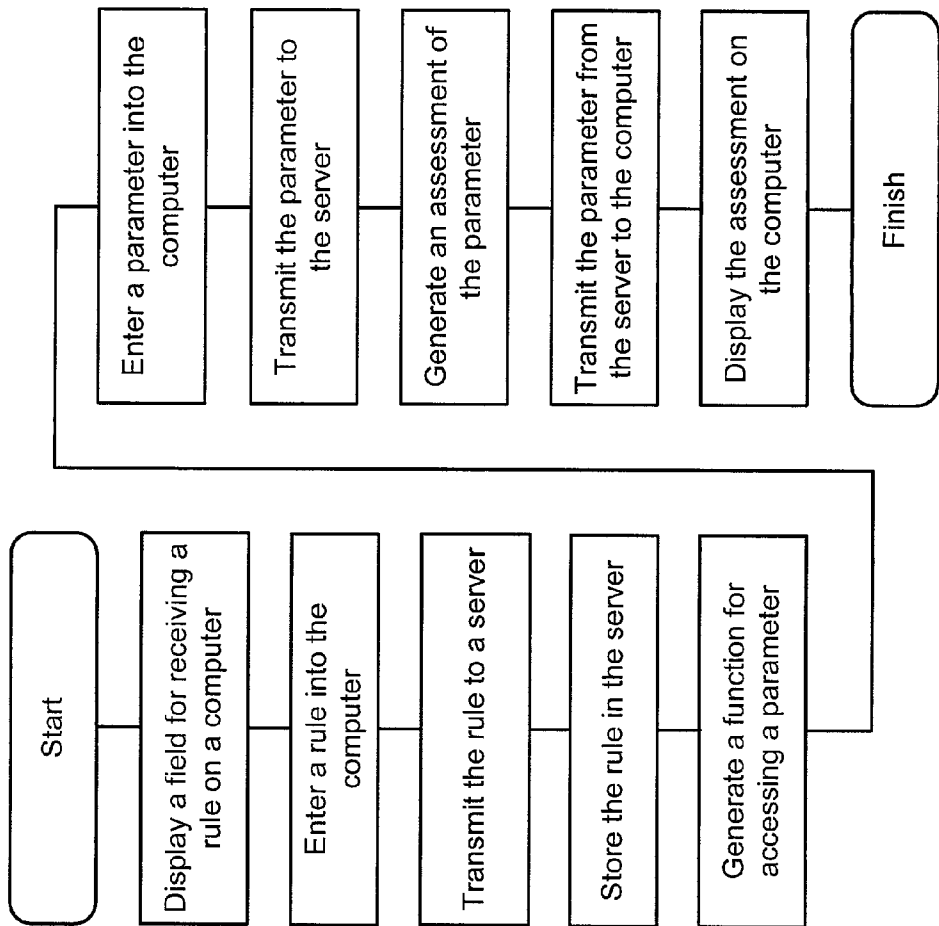 Start
Display a field for receiving a
rule on a computer
Enter a rule into the
computer
Transmit the rule to a server
Store the rule in the server
Generate a function for
accessing a parameter
Enter a parameter into the
computer
Transmit the parameter to
the server
Generate an assessment of
the parameter
Transmit the parameter from
the server to the computer
Display the assessment on
the computer
Finish